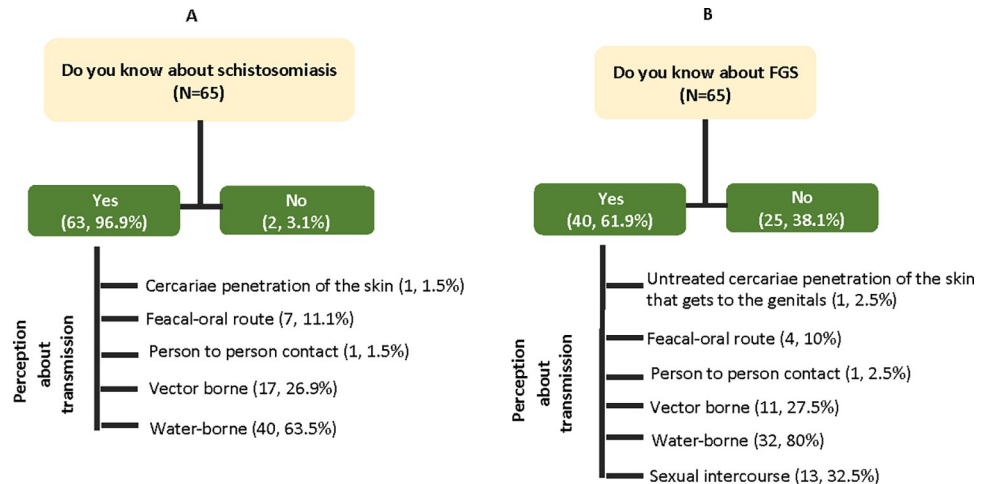 A
Do you know about schistosomiasis
(N=65)
Yes
(63, 96.9%)
No
(2, 3.1%)
Perception
about
transmission
Cercariae penetration of the skin (1, 1.5%)
Feacal-oral route (7, 11.1%)
Person to person contact (1, 1.5%)
Vector borne (17, 26.9%)
Water-borne (40, 63.5%)
B
Do you know about FGS
(N=65)
Yes
(40, 61.9%)
No
(25, 38.1%)
Perception
about
transmission
Untreated cercariae penetration of the skin
that gets to the genitals (1, 2.5%)
Feacal-oral route (4, 10%)
Person to person contact (1, 2.5%)
Vector borne (11, 27.5%)
Water-borne (32, 80%)
Sexual intercourse (13, 32.5%)